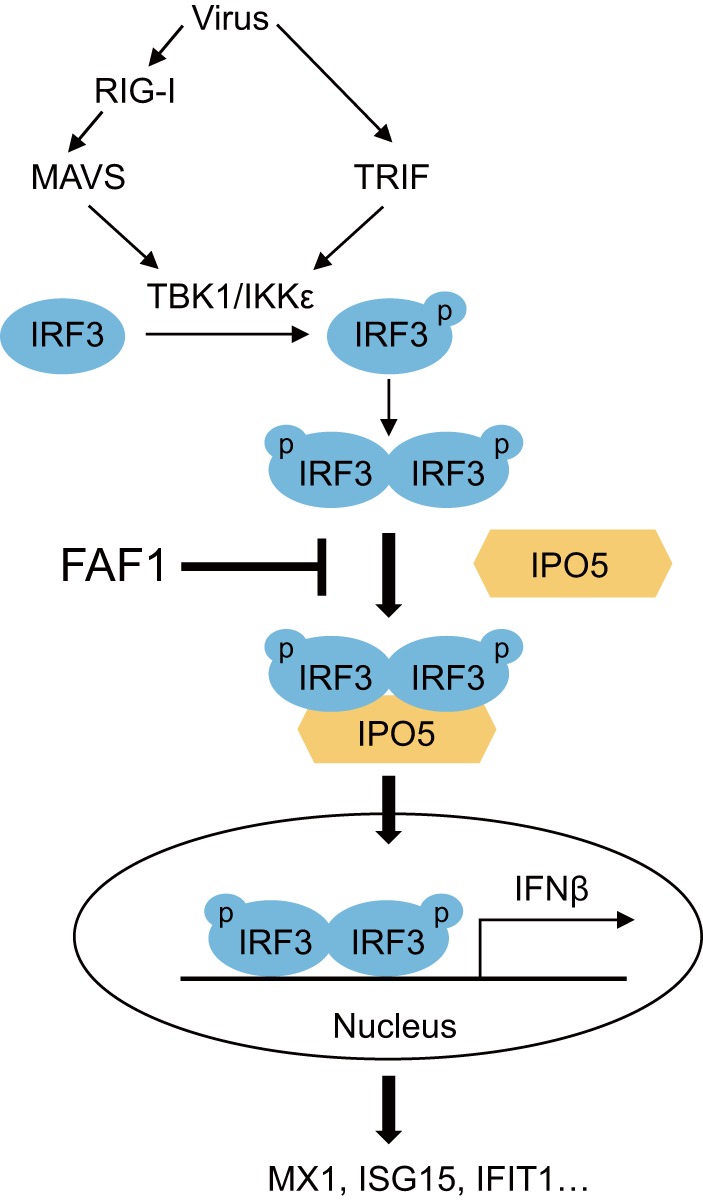 Virus
RIG-I
MAVS
TRIF
TBK1/IKKε
IRF3
IRF3
p
p
IRF3
IRF3
p
FAF1
IPO5
p
IRF3
IRF3
p
IPO5
IFNβ
p
IRF3
IRF3
p
Nucleus
MX1, ISG15, IFIT1…